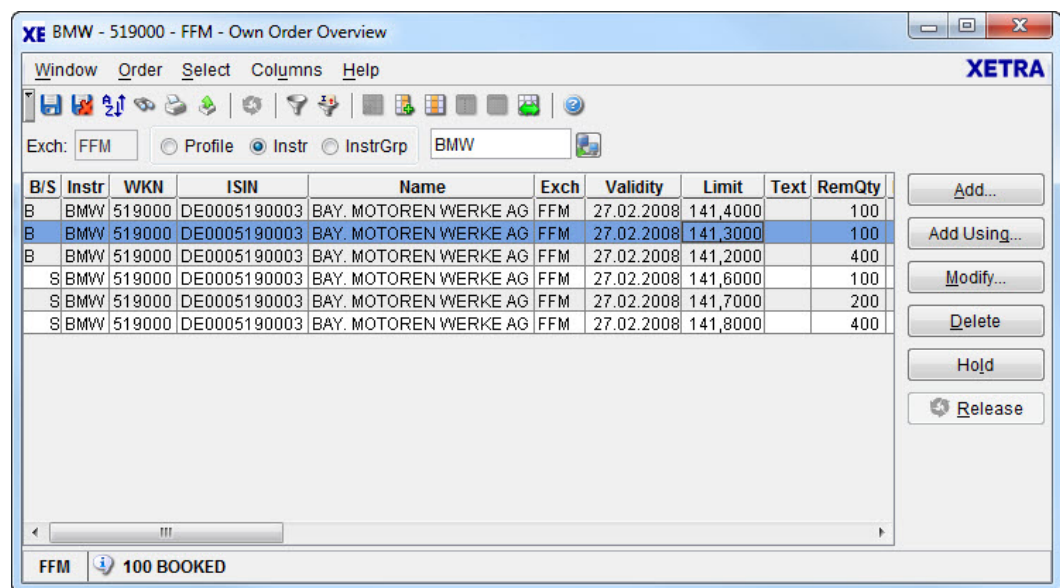 XE BMW - 519000 - FFM - Own Order Overview
Window Order Select Columns Help XETRA
Exch: FFM Profile Instr InstrGrp BMW
B/S Instr WKN ISIN Name Exch Validity Limit Text RemQty
B BMW 519000 DE0005190003 BAY. MOTOREN WERKE AG FFM 27.02.2008 141,4000 100
B BMW 519000 DE0005190003 BAY. MOTOREN WERKE AG FFM 27.02.2008 141,3000 100
B BMW 519000 DE0005190003 BAY. MOTOREN WERKE AG FFM 27.02.2008 141,2000 400
S BMW 519000 DE0005190003 BAY. MOTOREN WERKE AG FFM 27.02.2008 141,6000 100
S BMW 519000 DE0005190003 BAY. MOTOREN WERKE AG FFM 27.02.2008 141,7000 200
S BMW 519000 DE0005190003 BAY. MOTOREN WERKE AG FFM 27.02.2008 141,8000 400
Add...
Add Using...
Modify...
Delete
Hold
Release
FFM 100 BOOKED